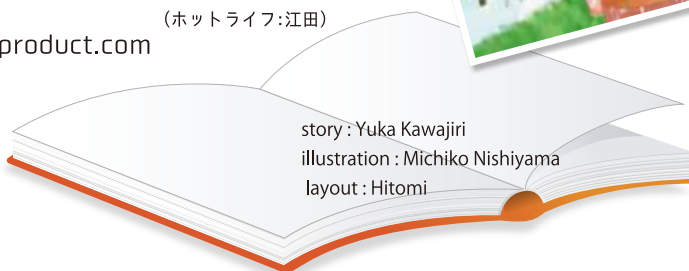 (ホットライフ:江田)
product.com
story : Yuka Kawajiri
illustration : Michiko Nishiyama
layout : Hitomi